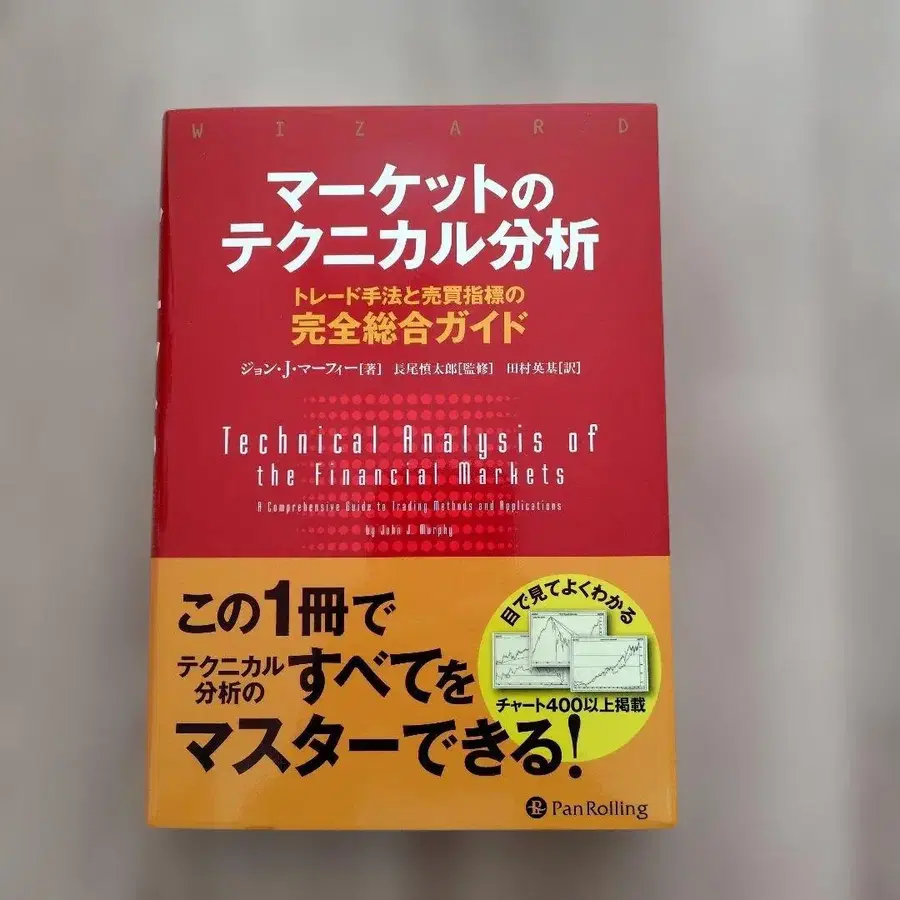 WIZARD
マーケットの
テクニカル分析
トレード手法と売買指標の
完全総合ガイド
ジョン・J・マーフィー[著] 長尾慎太郎[監修] 田村英基[訳]
Technical Analysis of
the Financial Markets
A Comprehensive Guide to Trading Methods and Applications
by John J. Murphy
この1冊で
テクニカル
分析の
すべてを
マスターできる!
目で見てよくわかる
チャート400以上掲載
PanRolling